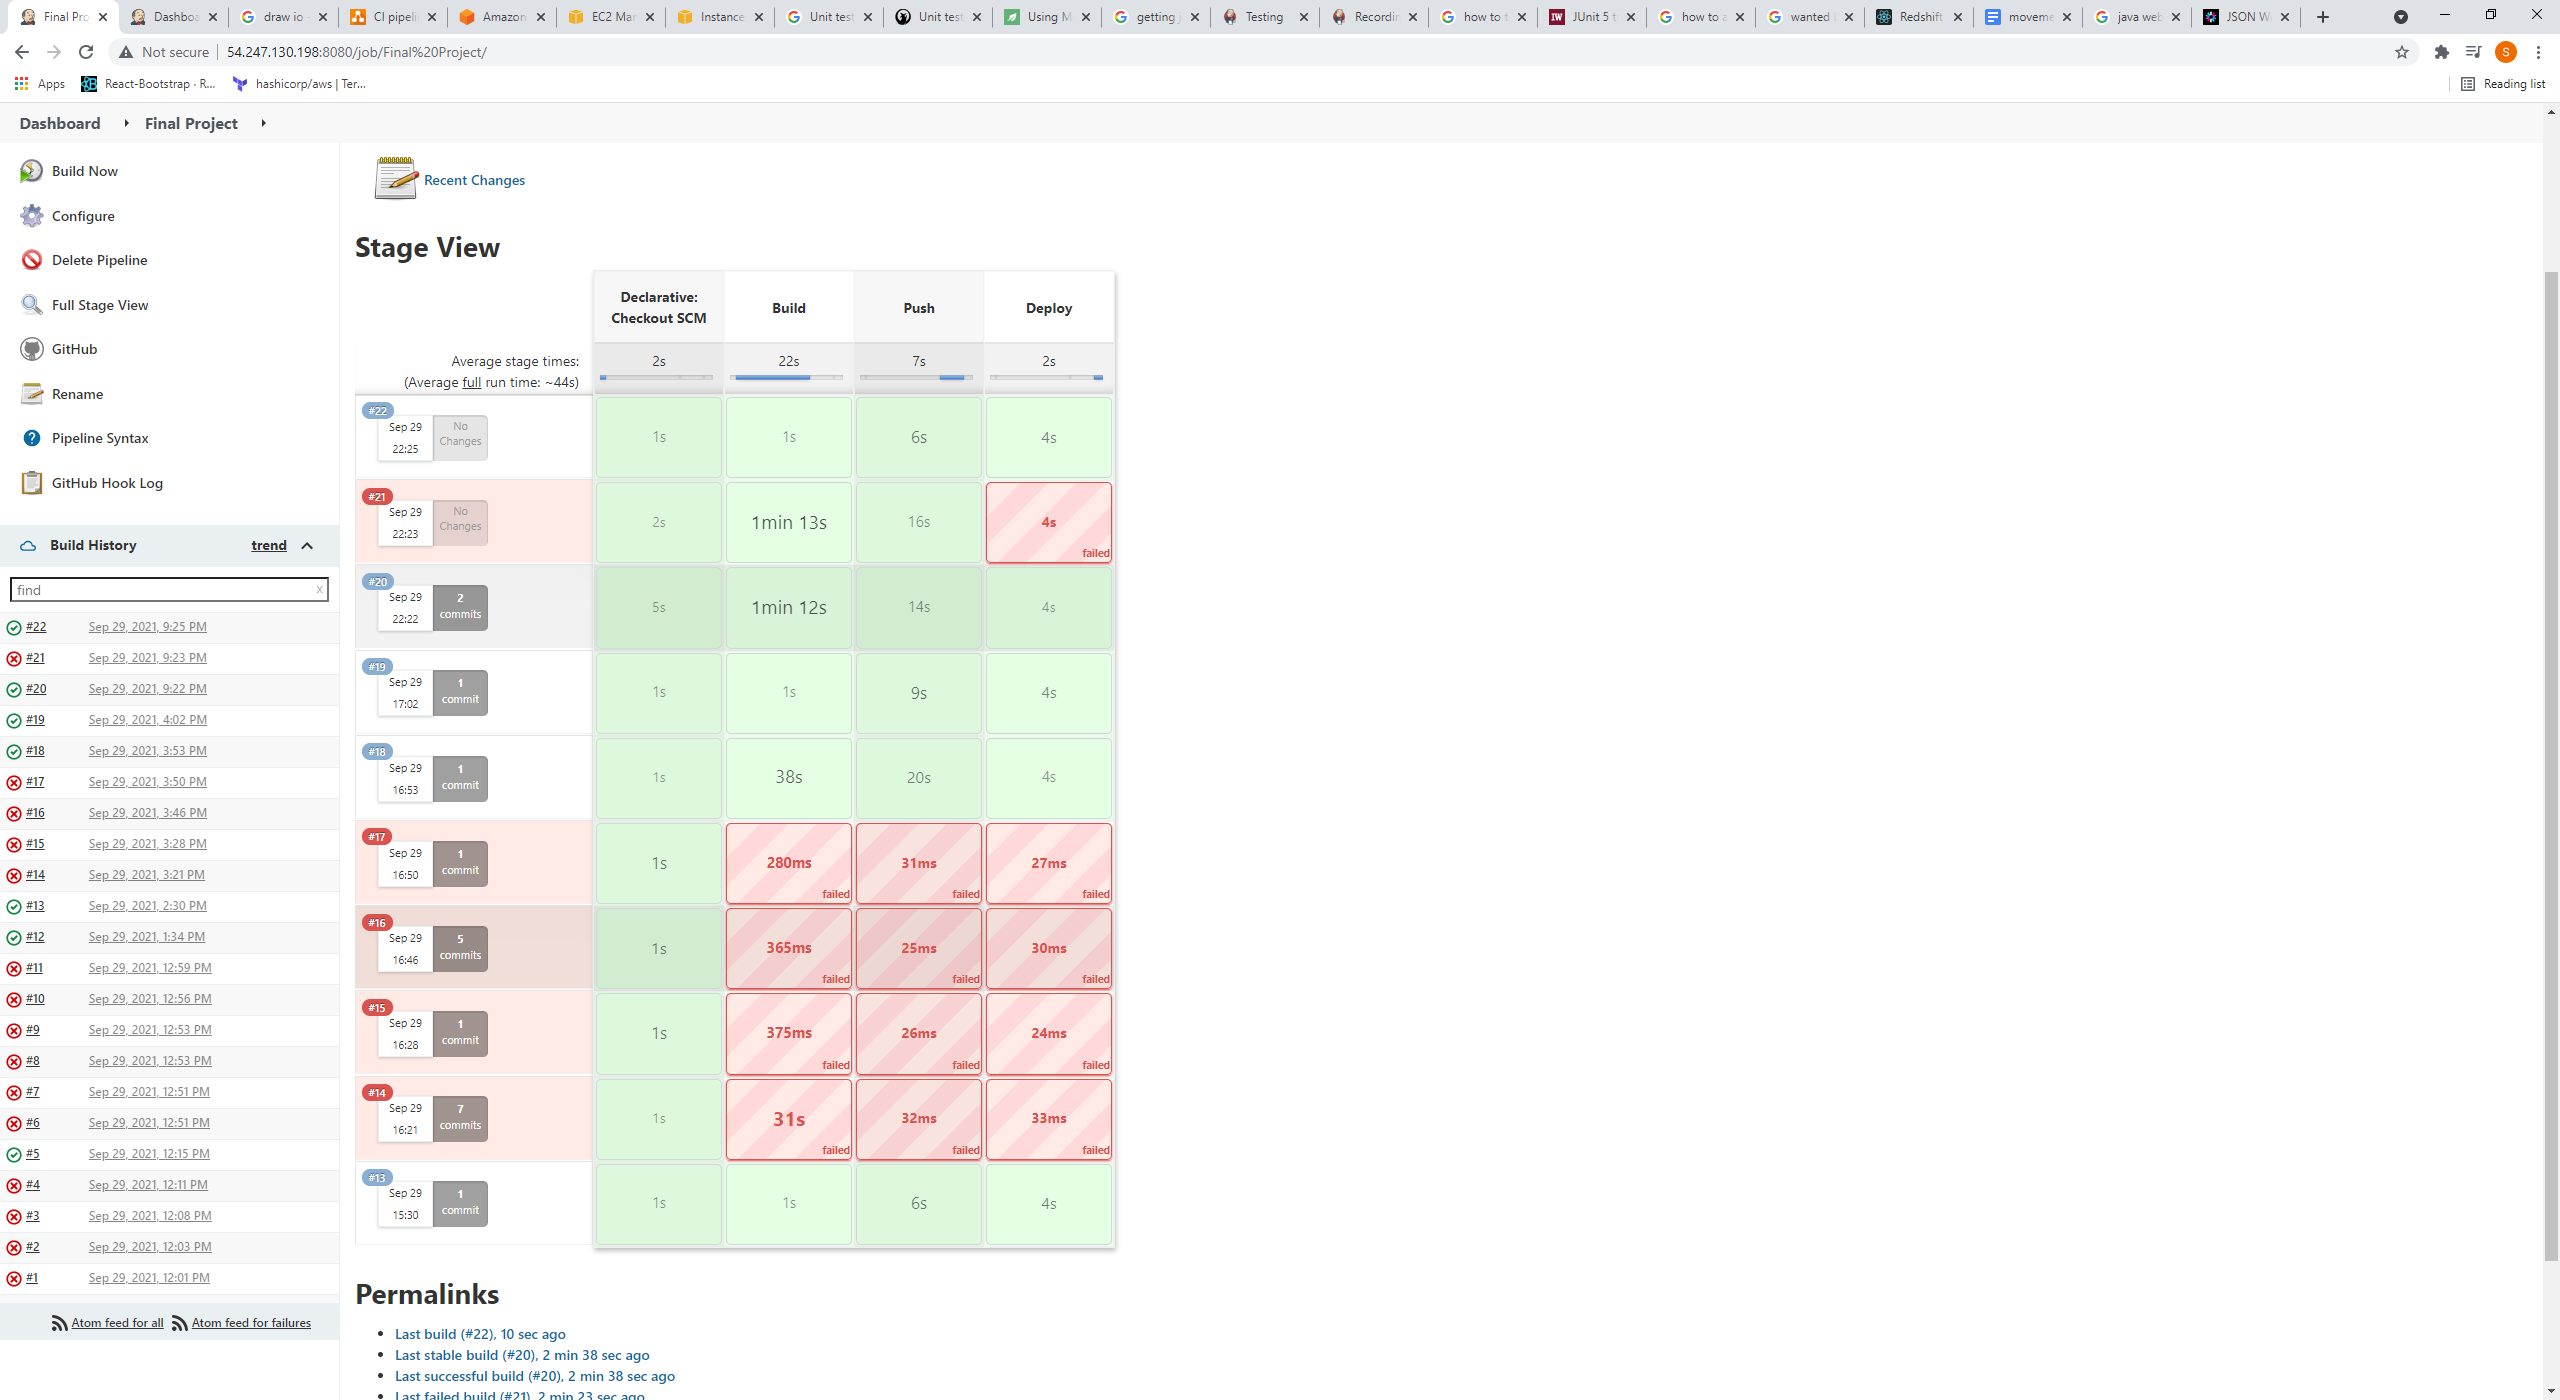 Final Pro
Dashboa
draw io -
CI pipeli
Amazon
EC2 Mar
Instance
Unit test
Unit test
Using M
getting j
Testing
Recordin
how to t
JUnit 5 t
how to a
wanted
Redshift
moveme
java web
JSON W
Not secure
54.247.130.198:8080/job/Final%20Project/
S
Apps
React-Bootstrap · R...
hashicorp/aws | Ter...
Reading list
Dashboard
Final Project
Build Now
Configure
Delete Pipeline
Full Stage View
GitHub
Rename
Pipeline Syntax
GitHub Hook Log
Build History
trend
find
x
#22 Sep 29, 2021, 9:25 PM
#21 Sep 29, 2021, 9:23 PM
#20 Sep 29, 2021, 9:22 PM
#19 Sep 29, 2021, 4:02 PM
#18 Sep 29, 2021, 3:53 PM
#17 Sep 29, 2021, 3:50 PM
#16 Sep 29, 2021, 3:46 PM
#15 Sep 29, 2021, 3:28 PM
#14 Sep 29, 2021, 3:21 PM
#13 Sep 29, 2021, 2:30 PM
#12 Sep 29, 2021, 1:34 PM
#11 Sep 29, 2021, 12:59 PM
#10 Sep 29, 2021, 12:56 PM
#9 Sep 29, 2021, 12:53 PM
#8 Sep 29, 2021, 12:53 PM
#7 Sep 29, 2021, 12:51 PM
#6 Sep 29, 2021, 12:51 PM
#5 Sep 29, 2021, 12:15 PM
#4 Sep 29, 2021, 12:11 PM
#3 Sep 29, 2021, 12:08 PM
#2 Sep 29, 2021, 12:03 PM
#1 Sep 29, 2021, 12:01 PM
Atom feed for all
Atom feed for failures
Recent Changes
Stage View
Declarative:
Checkout SCM
Build
Push
Deploy
Average stage times:
(Average full run time: ~44s)
2s
22s
7s
2s
#22
Sep 29
22:25
No
Changes
1s
1s
6s
4s
#21
Sep 29
22:23
No
Changes
2s
1min 13s
16s
4s
failed
#20
Sep 29
22:22
2
commits
5s
1min 12s
14s
4s
#19
Sep 29
17:02
1
commit
1s
1s
9s
4s
#18
Sep 29
16:53
1
commit
1s
38s
20s
4s
#17
Sep 29
16:50
1
commit
1s
280ms
failed
31ms
failed
27ms
failed
#16
Sep 29
16:46
5
commits
1s
365ms
failed
25ms
failed
30ms
failed
#15
Sep 29
16:28
1
commit
1s
375ms
failed
26ms
failed
24ms
failed
#14
Sep 29
16:21
7
commits
1s
31s
failed
32ms
failed
33ms
failed
#13
Sep 29
15:30
1
commit
1s
1s
6s
4s
Permalinks
Last build (#22), 10 sec ago
Last stable build (#20), 2 min 38 sec ago
Last successful build (#20), 2 min 38 sec ago
Last failed build (#21), 2 min 23 sec ago